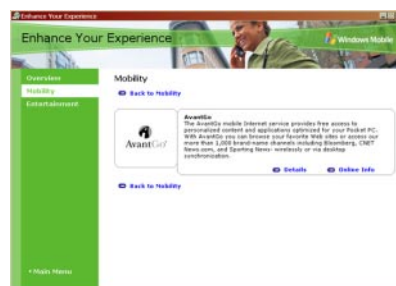 Enhance Your Experience
Enhance Your Experience
Windows Mobile
Overview
Mobility
Entertainment
Mobility
Back to Mobility
AvantGo
AvantGo
The AvantGo mobile Internet service provides free access to
personalized content and applications optimized for your Pocket PC.
With AvantGo you can browse your favorite Web sites or access our
more than 1,000 brand-name channels including Bloomberg, CNET
News.com, and Sporting News- wirelessly or via desktop
synchronization.
Details
Online Info
Back to Mobility
Main Menu